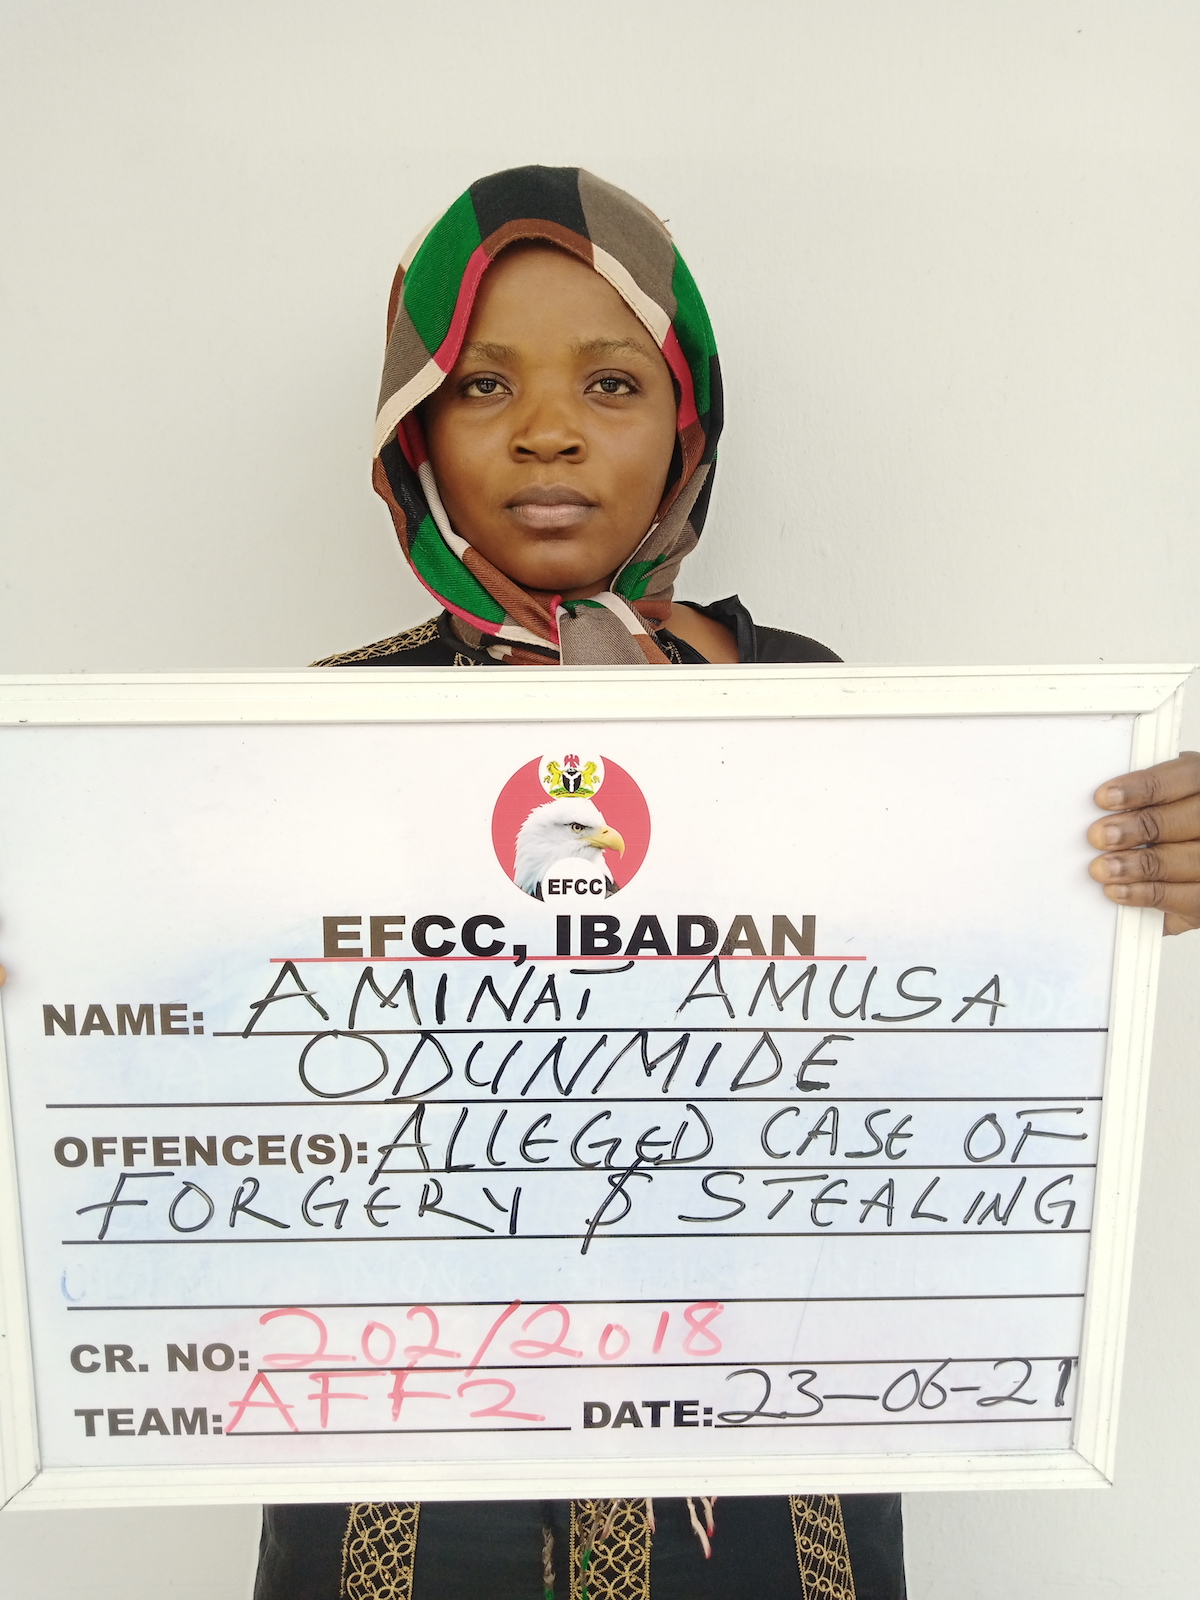 EFCC
EFCC, IBADAN
NAME: AMINAT AMUSA
ODUNMIDE
OFFENCE(S): ALLEGED CASE OF
FORGERY $ STEALING
CR. NO: 202/2018
TEAM: AFF2 DATE: 23-06-21